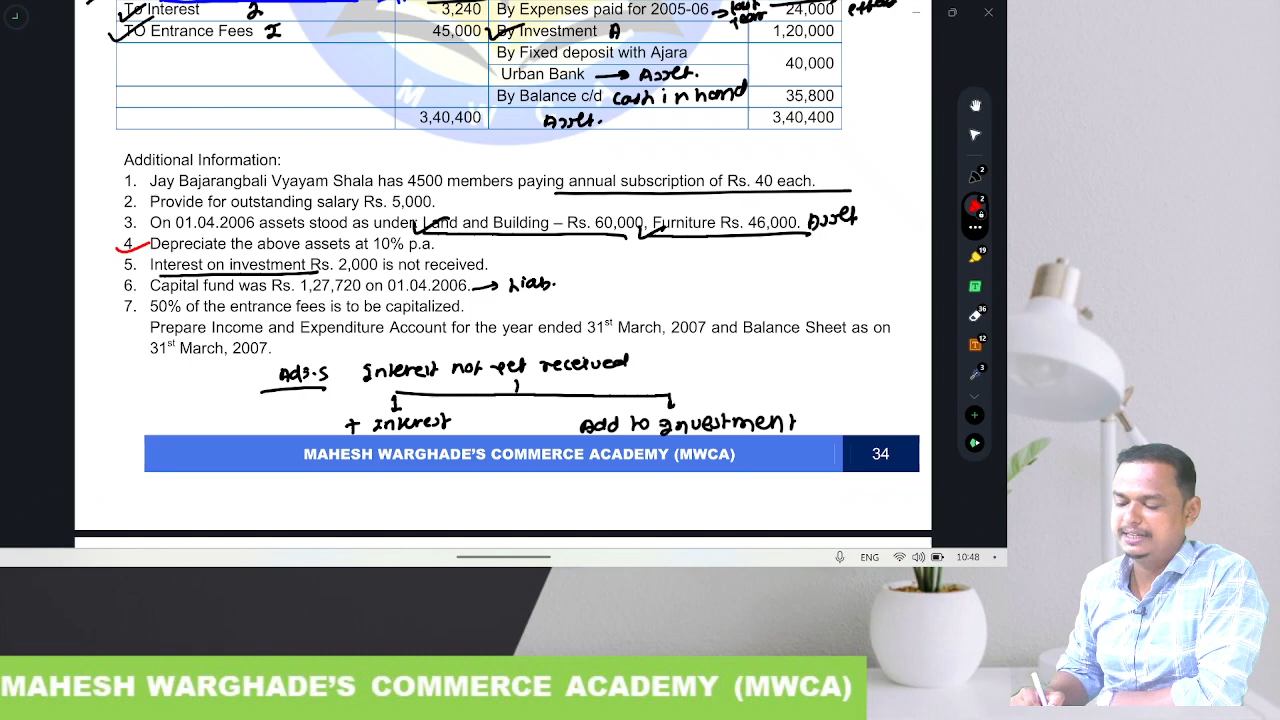 To Interest I 3,240 By Expenses paid for 2005-06 → last year 24,000 effect
TO Entrance Fees I 45,000 By Investment A 1,20,000
By Fixed deposit with Ajara
Urban Bank → Asset. 40,000
By Balance c/d cash in hand 35,800
3,40,400 Asset. 3,40,400
M W C A
Additional Information:
1. Jay Bajarangbali Vyayam Shala has 4500 members paying annual subscription of Rs. 40 each.
2. Provide for outstanding salary Rs. 5,000.
3. On 01.04.2006 assets stood as under Land and Building – Rs. 60,000, Furniture Rs. 46,000. Asset
4. Depreciate the above assets at 10% p.a.
5. Interest on investment Rs. 2,000 is not received.
6. Capital fund was Rs. 1,27,720 on 01.04.2006. → Liab.
7. 50% of the entrance fees is to be capitalized.
Prepare Income and Expenditure Account for the year ended 31st March, 2007 and Balance Sheet as on
31st March, 2007.
Adj.5 Interest not yet received
+ Interest Add to Investment
MAHESH WARGHADE'S COMMERCE ACADEMY (MWCA) 34
ENG 10:48
MAHESH WARGHADE'S COMMERCE ACADEMY (MWCA)